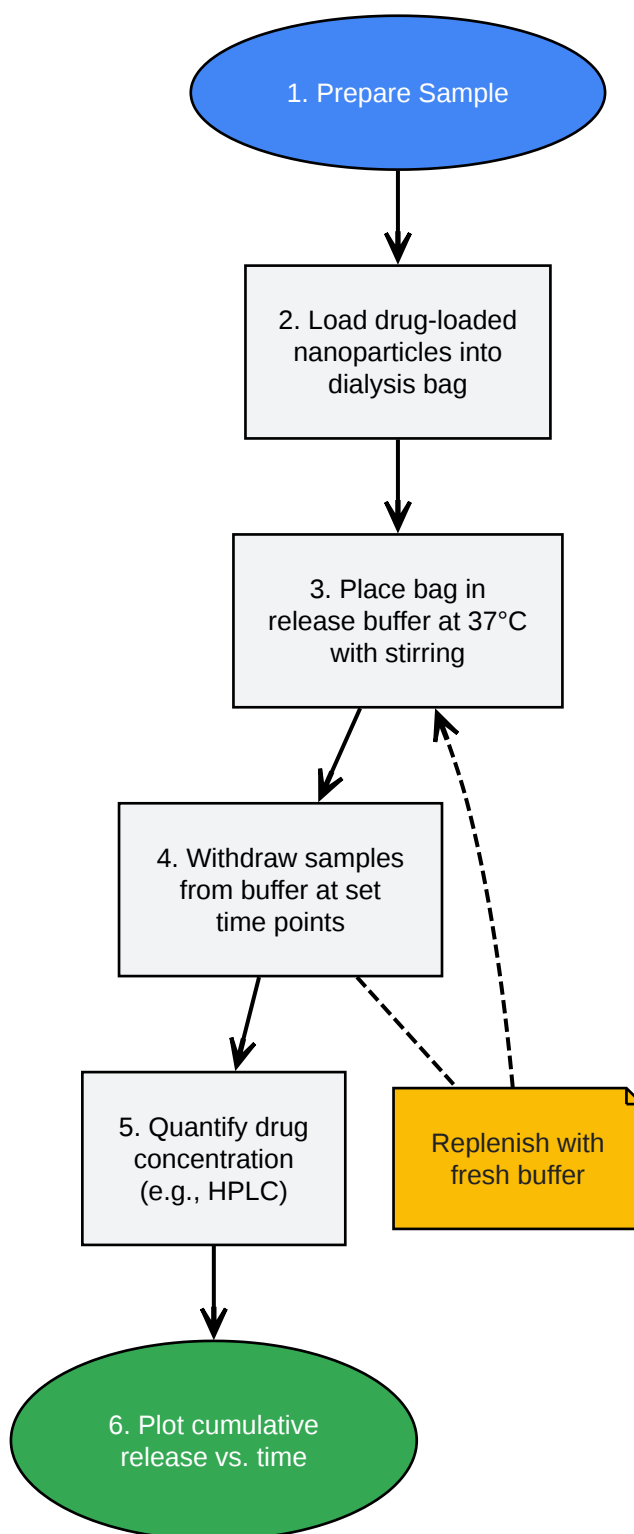 1. Prepare Sample
2. Load drug-loaded
nanoparticles into
dialysis bag
3. Place bag in
release buffer at 37°C
with stirring
4. Withdraw samples
from buffer at set
time points
5. Quantify drug
concentration
(e.g., HPLC)
Replenish with
fresh buffer
6. Plot cumulative
release vs. time